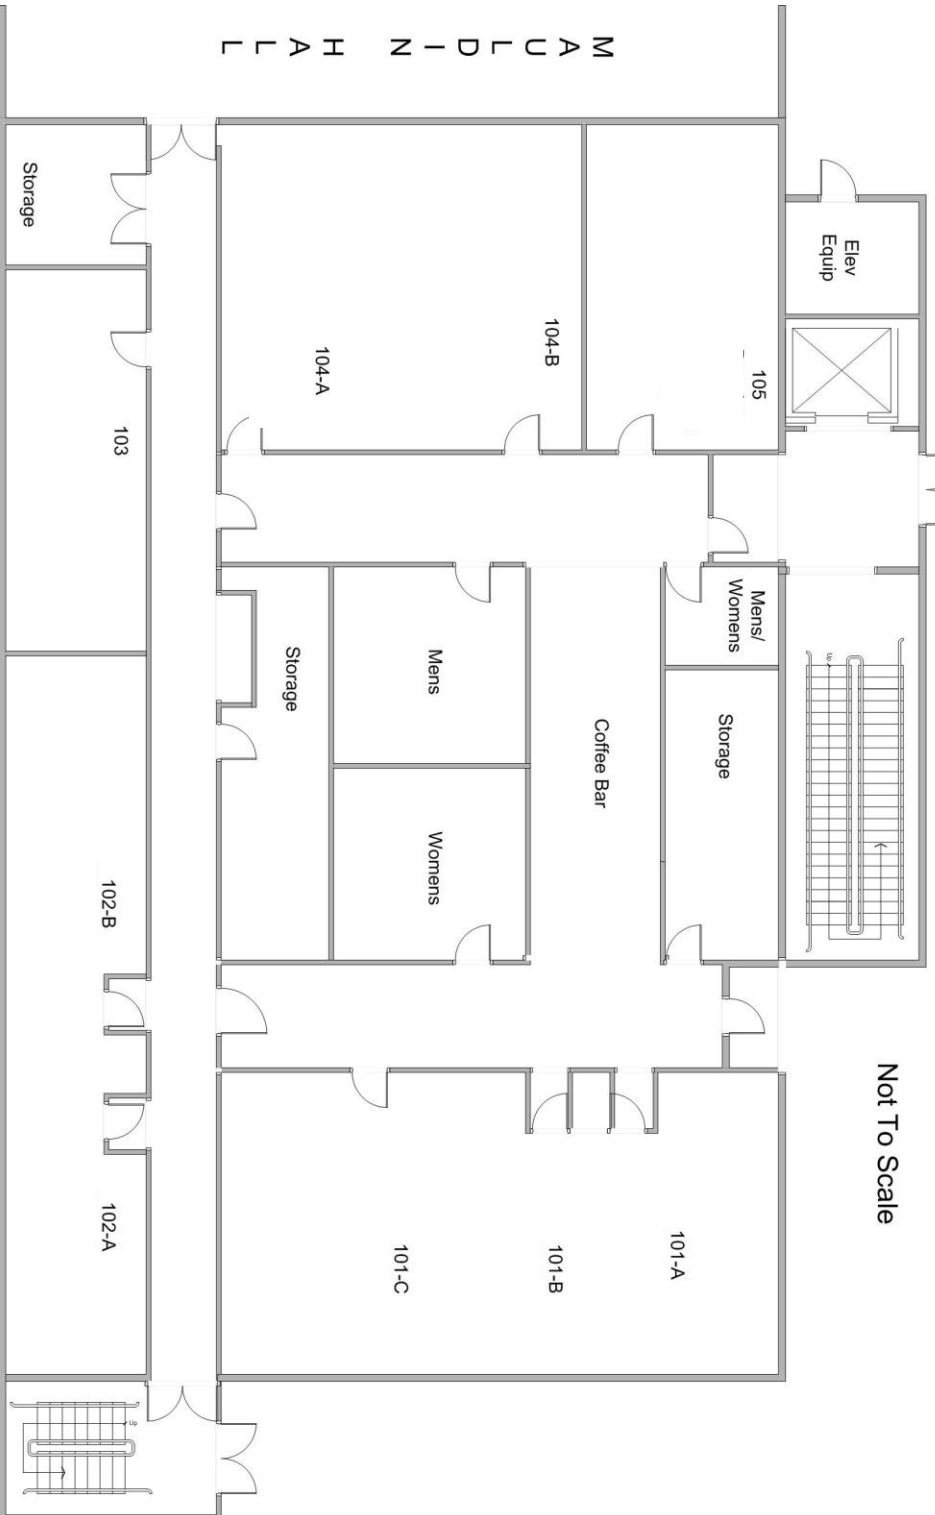 MAULDIN HALL
Not To Scale
Elev
Equip
Up
105
Mens/
Womens
Storage
101-A
Coffee Bar
104-B
101-B
Mens
Womens
101-C
104-A
Storage
Up
103
102-B
102-A
Storage